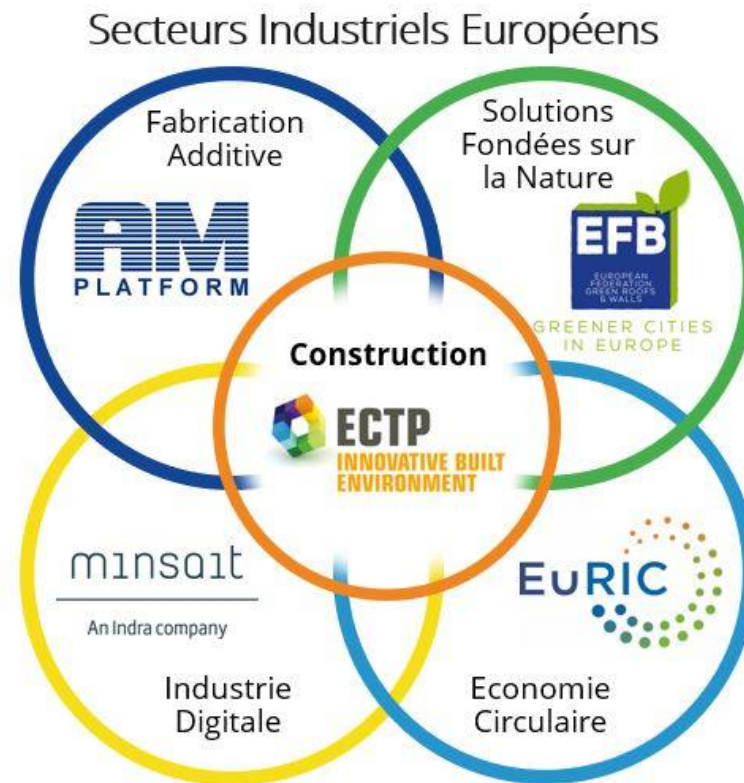 Secteurs Industriels Européens
Fabrication
Additive
AM
PLATFORM
Solutions
Fondées sur
la Nature
EFB
EUROPEAN
FEDERATION
GREEN ROOFS
& WALLS
GREENER CITIES
IN EUROPE
Construction
ECTP
INNOVATIVE BUILT
ENVIRONMENT
minsait
An Indra company
Industrie
Digitale
EuRIC
Economie
Circulaire